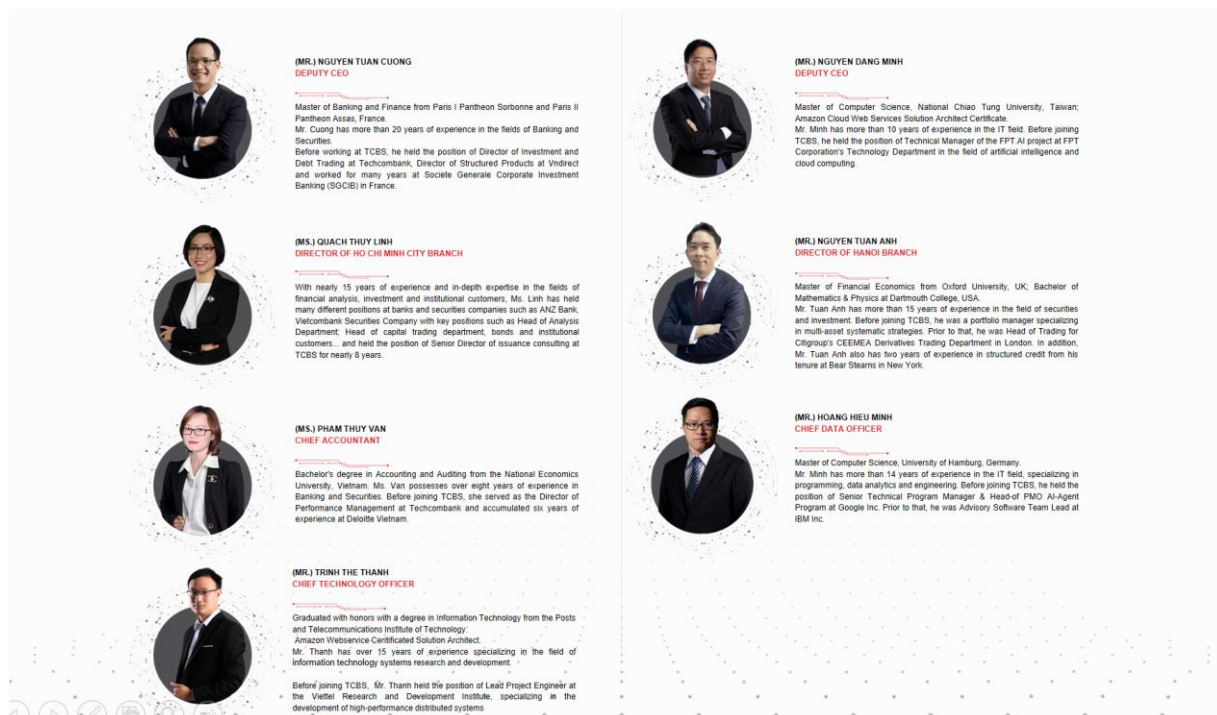 (MR.) NGUYEN TUAN CUONG
DEPUTY CEO
Master of Banking and Finance from Paris I Pantheon Sorbonne and Paris II
Pantheon Assas, France.
Mr. Cuong has more than 20 years of experience in the fields of Banking and
Securities.
Before working at TCBS, he held the position of Director of Investment and
Debt Trading at Techcombank, Director of Structured Products at Vndirect
and worked for many years at Societe Generale Corporate Investment
Banking (SGCIB) in France.
(MS.) QUACH THUY LINH
DIRECTOR OF HO CHI MINH CITY BRANCH
With nearly 15 years of experience and in-depth expertise in the fields of
financial analysis, investment and institutional customers, Ms. Linh has held
many different positions at banks and securities companies such as ANZ Bank,
Vietcombank Securities Company with key positions such as Head of Analysis
Department; Head of capital trading department, bonds and institutional
customers... and held the position of Senior Director of issuance consulting at
TCBS for nearly 8 years.
(MS.) PHAM THUY VAN
CHIEF ACCOUNTANT
Bachelor's degree in Accounting and Auditing from the National Economics
University, Vietnam. Ms. Van possesses over eight years of experience in
Banking and Securities. Before joining TCBS, she served as the Director of
Performance Management at Techcombank and accumulated six years of
experience at Deloitte Vietnam.
(MR.) TRINH THE THANH
CHIEF TECHNOLOGY OFFICER
Graduated with honors with a degree in Information Technology from the Posts
and Telecommunications Institute of Technology.
Amazon Webservice Ceritificated Solution Architect.
Mr. Thanh has over 15 years of experience specializing in the field of
information technology systems research and development.
Before joining TCBS, Mr. Thanh held the position of Lead Project Engineer at
the Viettel Research and Development Institute, specializing in the
development of high-performance distributed systems
(MR.) NGUYEN DANG MINH
DEPUTY CEO
Master of Computer Science, National Chiao Tung University, Taiwan;
Amazon Cloud Web Services Solution Architect Certificate.
Mr. Minh has more than 10 years of experience in the IT field. Before joining
TCBS, he held the position of Technical Manager of the FPT.AI project at FPT
Corporation's Technology Department in the field of artificial intelligence and
cloud computing.
(MR.) NGUYEN TUAN ANH
DIRECTOR OF HANOI BRANCH
Master of Financial Economics from Oxford University, UK; Bachelor of
Mathematics & Physics at Dartmouth College, USA.
Mr. Tuan Anh has more than 15 years of experience in the field of securities
and investment. Before joining TCBS, he was a portfolio manager specializing
in multi-asset systematic strategies. Prior to that, he was Head of Trading for
Citigroup's CEEMEA Derivatives Trading Department in London. In addition,
Mr. Tuan Anh also has two years of experience in structured credit from his
tenure at Bear Stearns in New York.
(MR.) HOANG HIEU MINH
CHIEF DATA OFFICER
Master of Computer Science, University of Hamburg, Germany.
Mr. Minh has more than 14 years of experience in the IT field, specializing in
programming, data analytics and engineering. Before joining TCBS, he held the
position of Senior Technical Program Manager & Head-of PMO AI-Agent
Program at Google Inc. Prior to that, he was Advisory Software Team Lead at
IBM Inc.